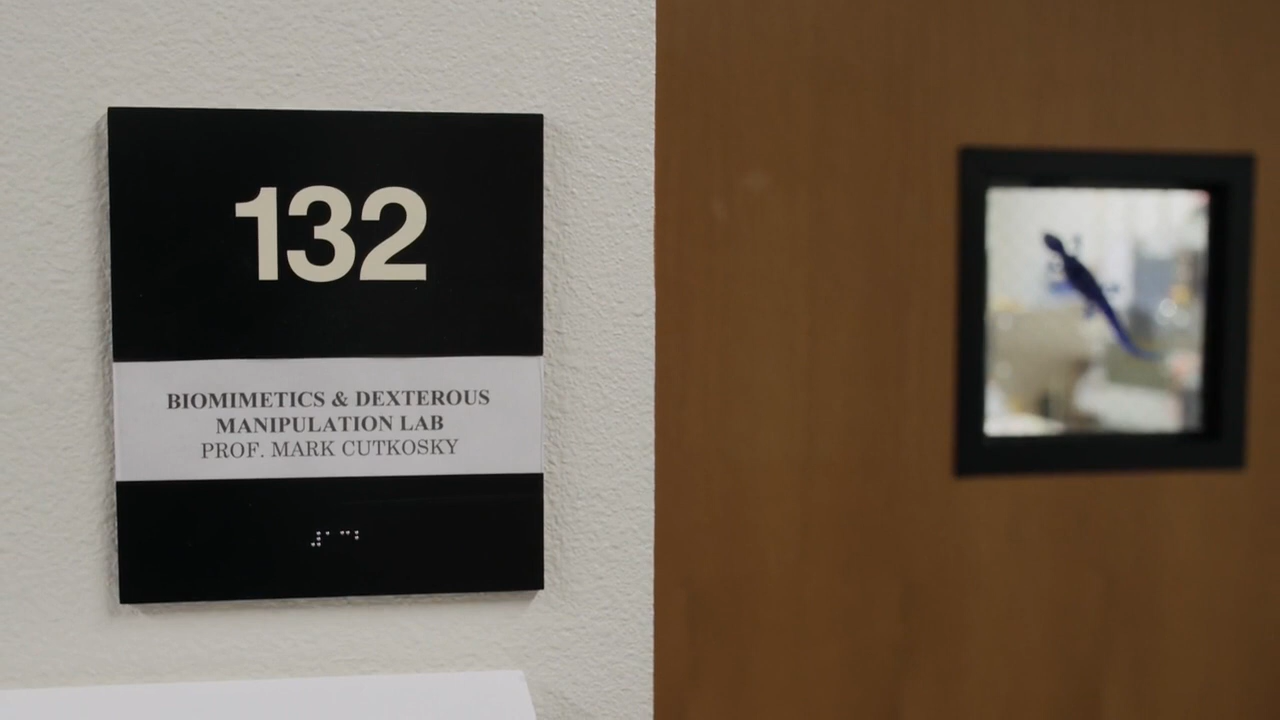 132
BIOMIMETICS & DEXTEROUS
MANIPULATION LAB
PROF. MARK CUTKOSKY
⠼⠁⠉⠃